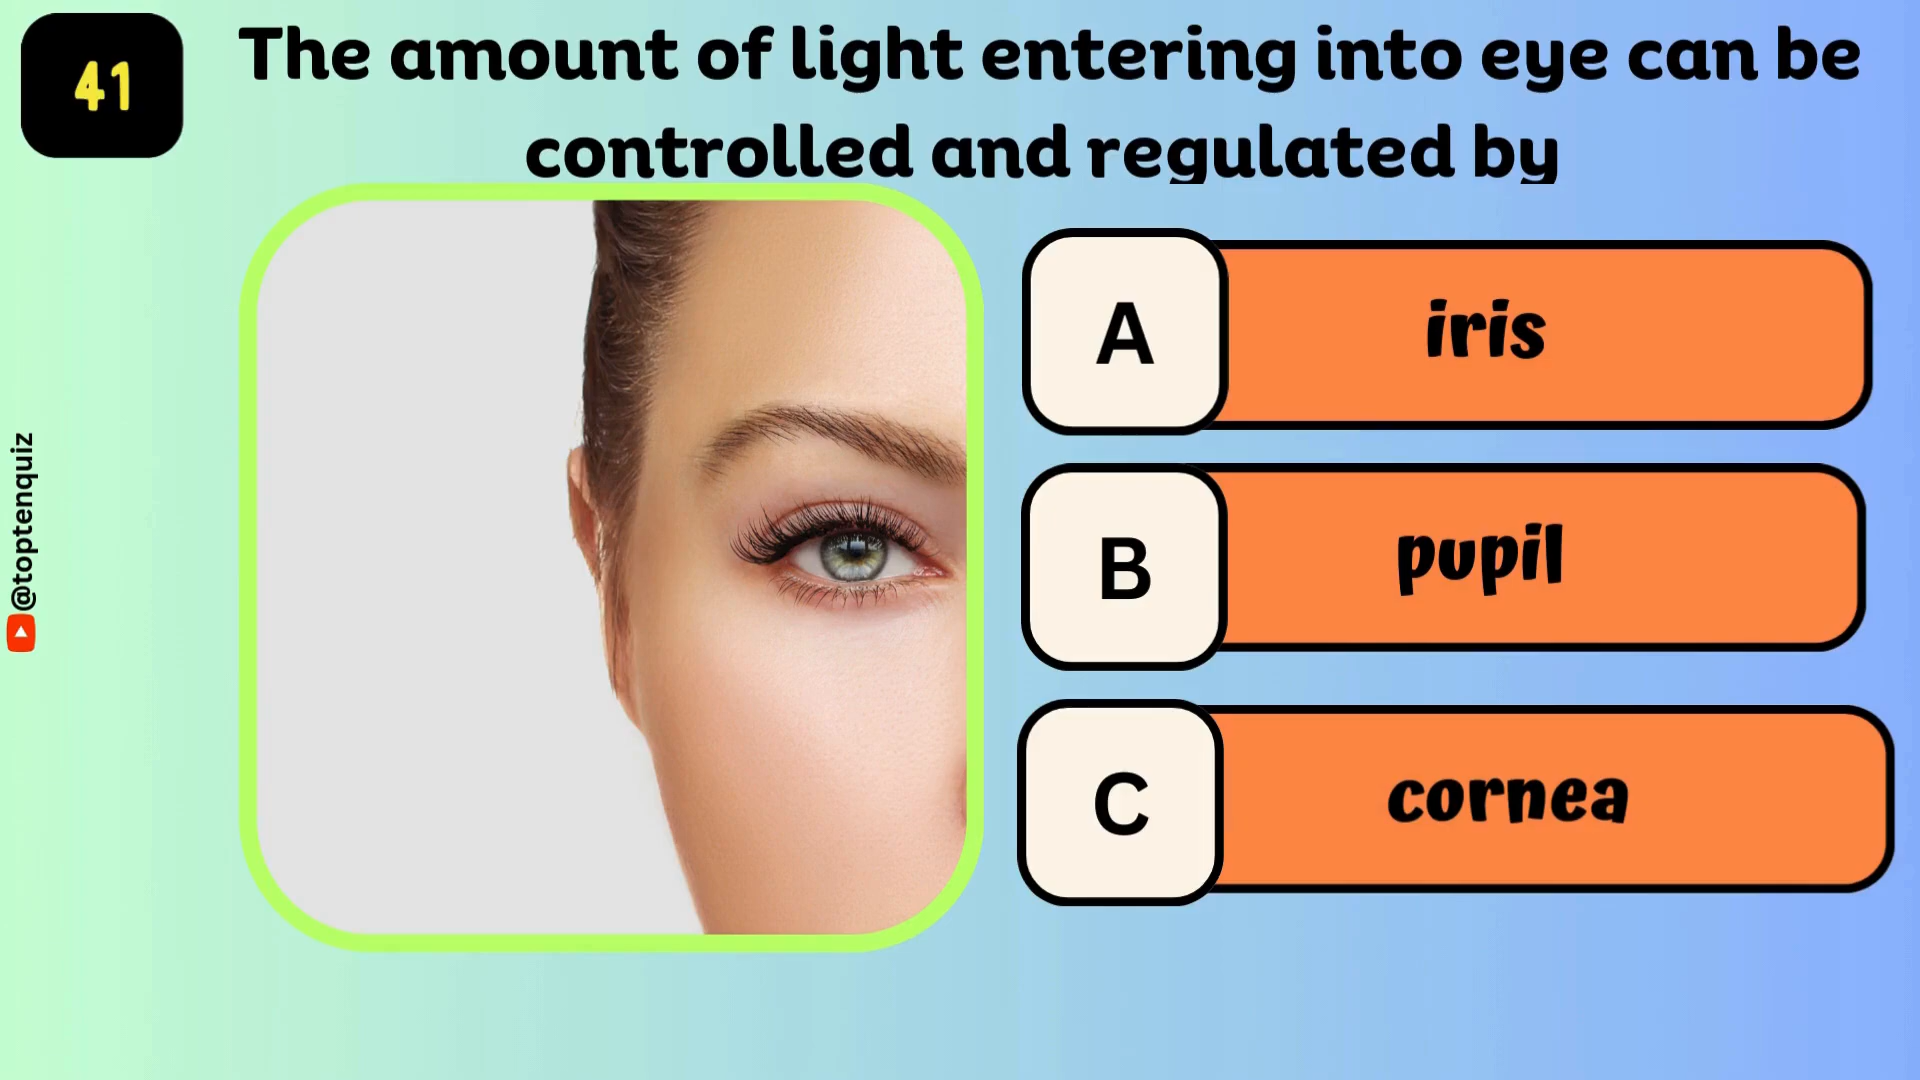 41
The amount of light entering into eye can be
controlled and regulated by
A
iris
B
pupil
C
cornea
@toptenquiz